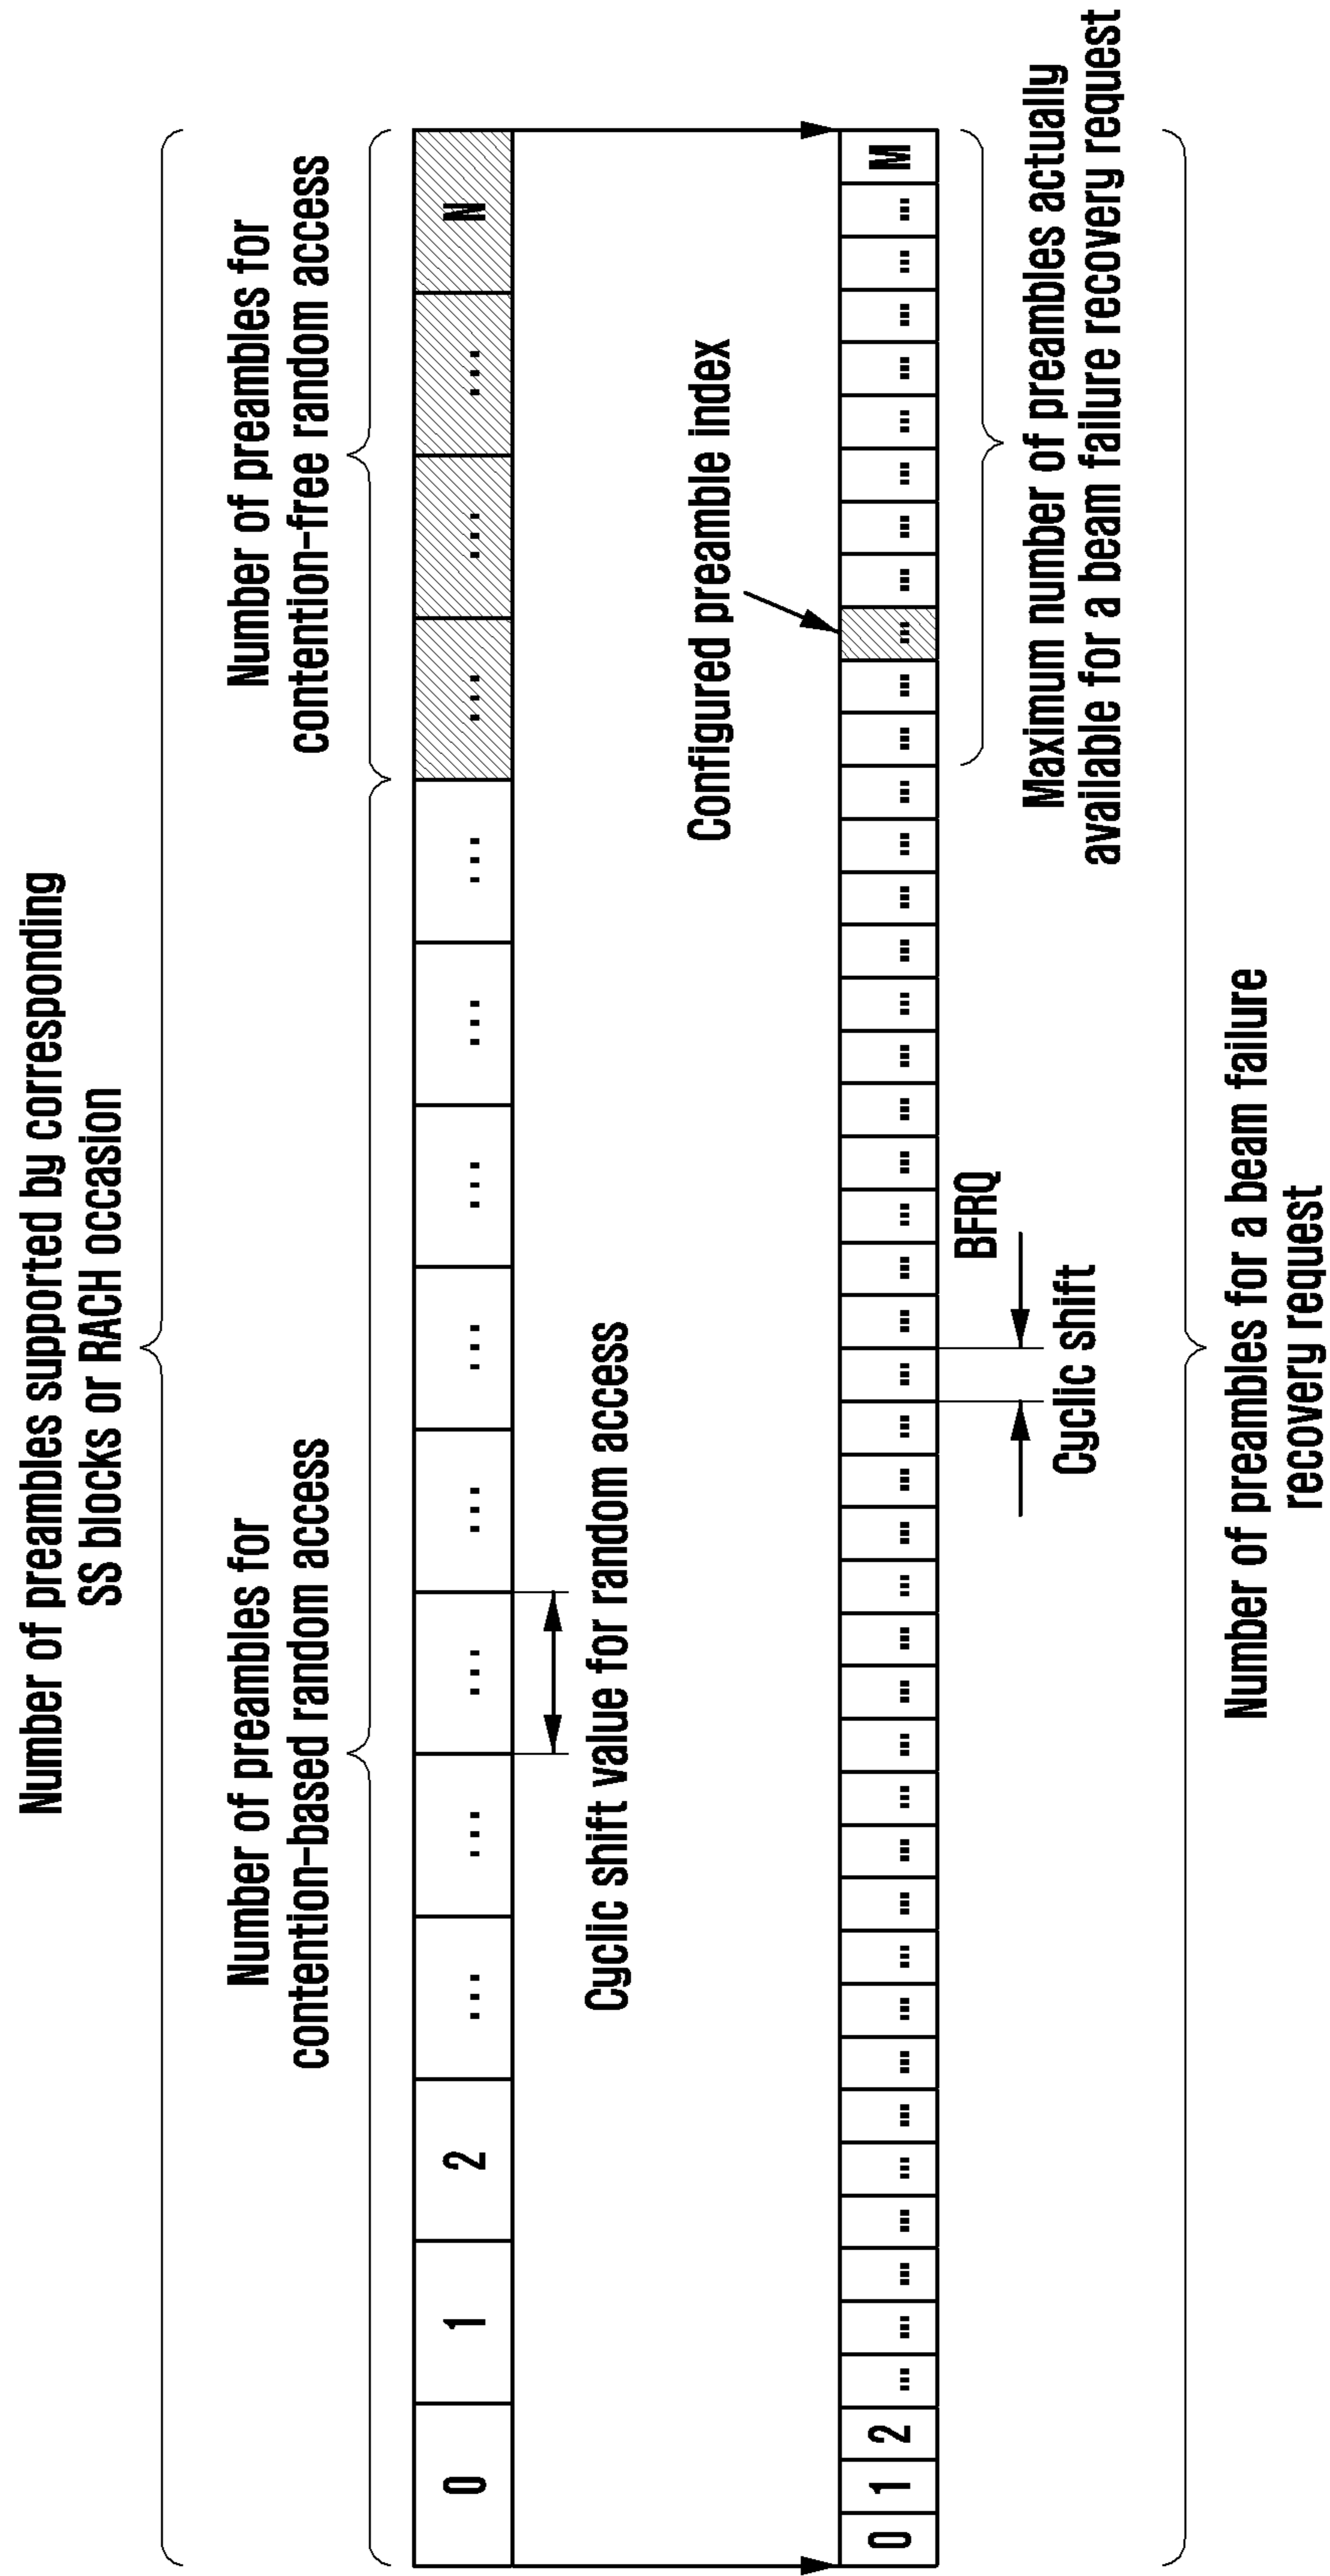 Number of preambles supported by corresponding
SS blocks or RACH occasion
Number of preambles for
contention-based random access
Number of preambles for
contention-free random access
0 1 2 ... ... ... ... ... ... ... ... ... ... ... N
Cyclic shift value for random access
Configured preamble index
0 1 2 ... ... ... ... ... ... ... ... ... ... ... ... ... ... ... ... ... ... ... ... ... ... ... ... ... ... ... ... ... ... ... ... ... ... ... ... ... ... ... ... ... ... M
BFRQ
Cyclic shift
Maximum number of preambles actually
available for a beam failure recovery request
Number of preambles for a beam failure
recovery request